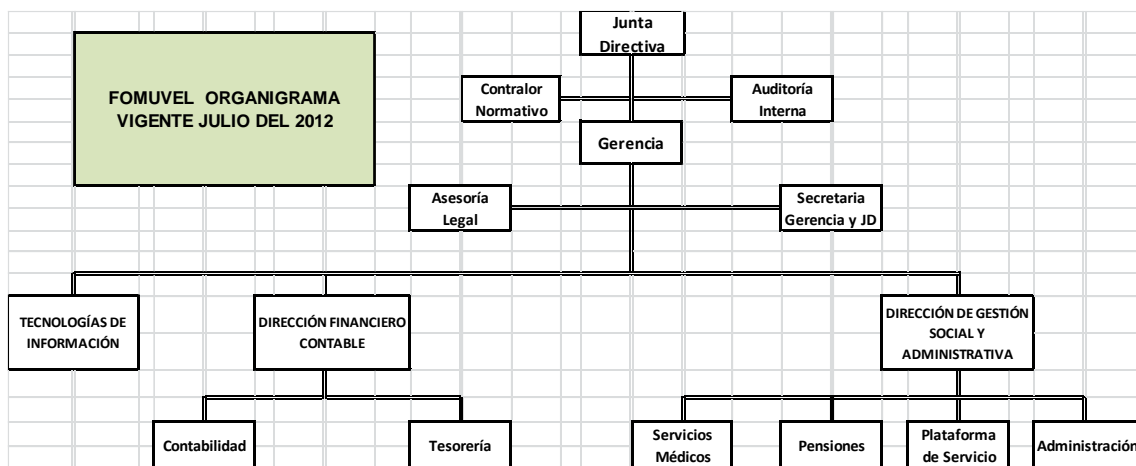 Junta
Directiva
FOMUVEL ORGANIGRAMA
VIGENTE JULIO DEL 2012
Contralor
Normativo
Auditoría
Interna
Gerencia
Asesoría
Legal
Secretaria
Gerencia y JD
TECNOLOGÍAS DE
INFORMACIÓN
DIRECCIÓN FINANCIERO
CONTABLE
DIRECCIÓN DE GESTIÓN
SOCIAL Y
ADMINISTRATIVA
Contabilidad
Tesorería
Servicios
Médicos
Pensiones
Plataforma
de Servicio
Administración